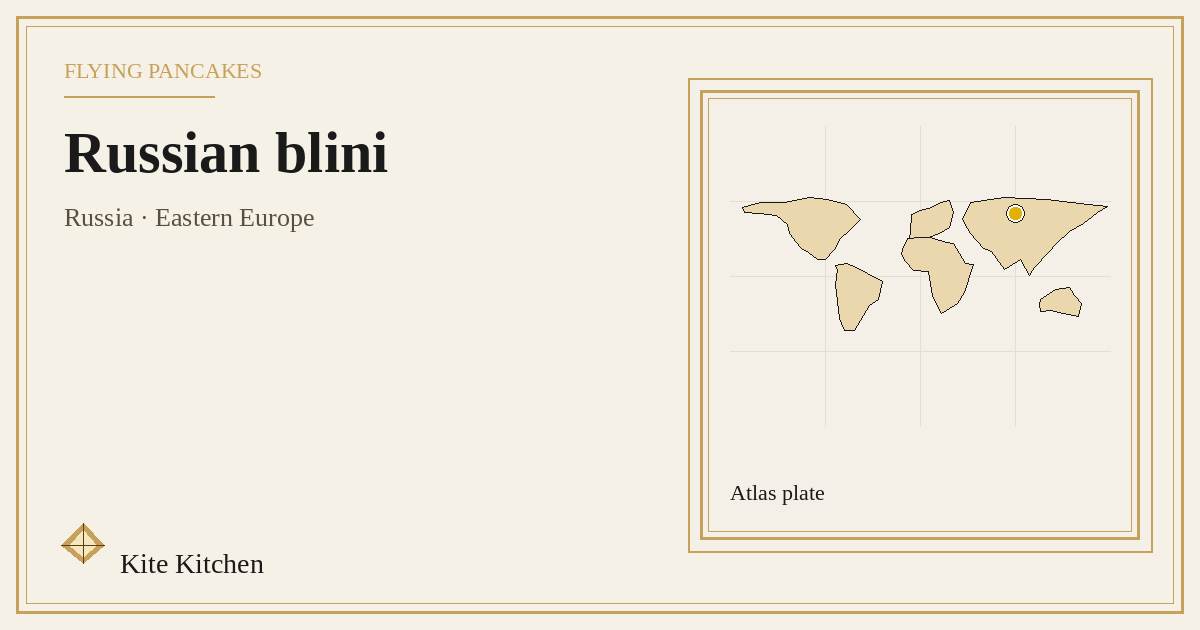 FLYING PANCAKES
Russian blini
Russia · Eastern Europe
Atlas plate
Kite Kitchen